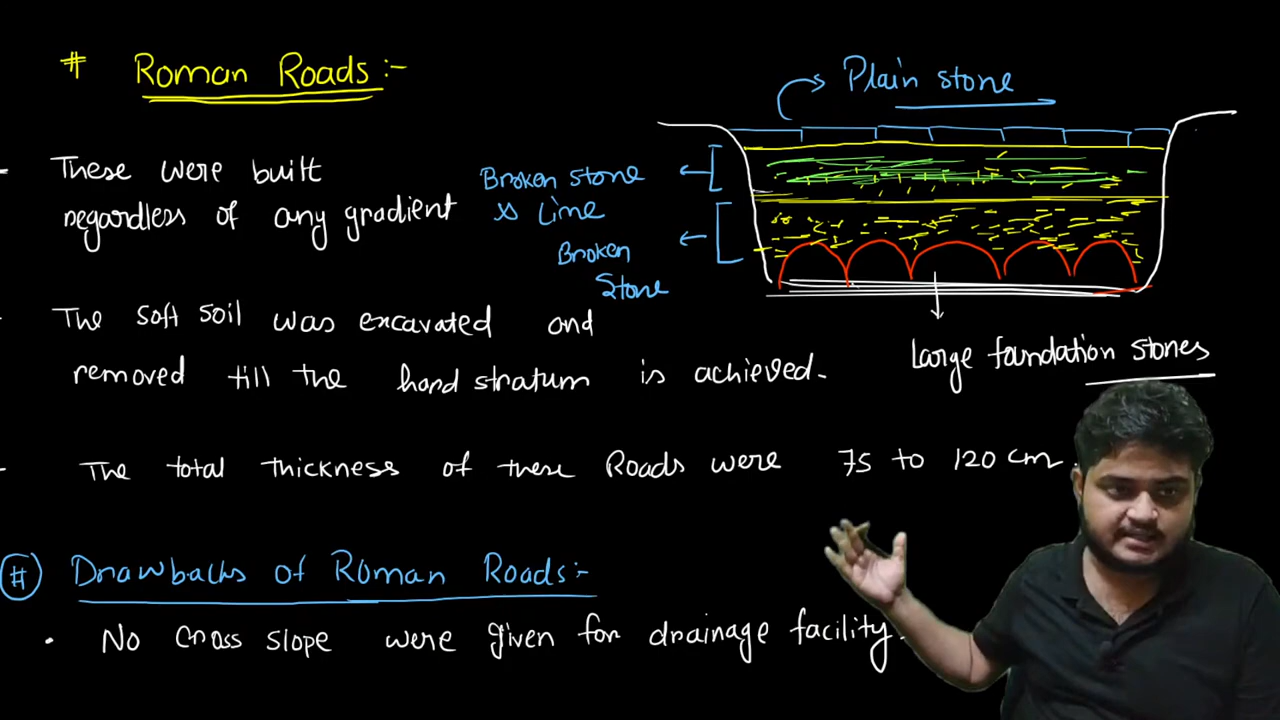 # Roman Roads :-
Plain stone
- These were built
regardless of any gradient
Broken stone
& Lime
Broken
Stone
Large foundation stones
- The soft soil was excavated and
removed till the hard stratum is achieved.
- The total thickness of these Roads were 75 to 120 cm.
# Drawbacks of Roman Roads:-
• No cross slope were given for drainage facility.